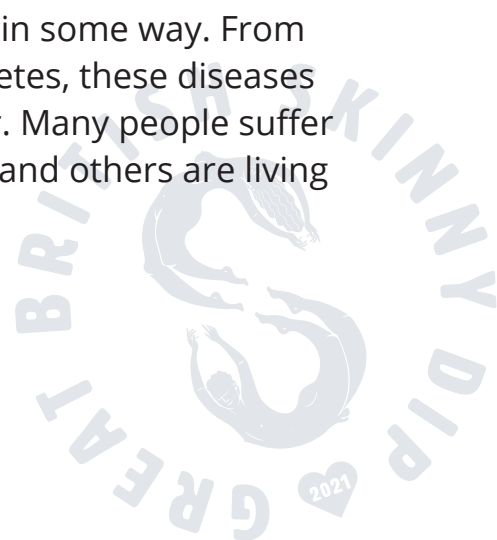 in some way. From
etes, these diseases
. Many people suffer
and others are living
GREAT BRITISH SKINNY DIP
2021